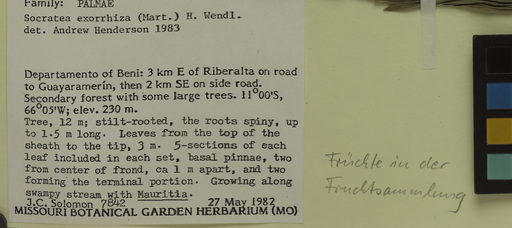 Family: PALMAE
Socratea exorrhiza (Mart.) H. Wendl.
det. Andrew Henderson 1983
Departamento of Beni: 3 km E of Riberalta on road
to Guayaramerín, then 2 km SE on side road.
Secondary forest with some large trees. 11°00'S,
66°05'W; elev. 230 m.
Tree, 12 m; stilt-rooted, the roots spiny, up
to 1.5 m long. Leaves from the top of the
sheath to the tip, 3 m. 5-sections of each
leaf included in each set, basal pinnae, two
from center of frond, ca 1 m apart, and two
forming the terminal portion. Growing along
swampy stream with Mauritia.
J.C. Solomon 7842 27 May 1982
MISSOURI BOTANICAL GARDEN HERBARIUM (MO)
Früchte in der
Fruchtsammlung